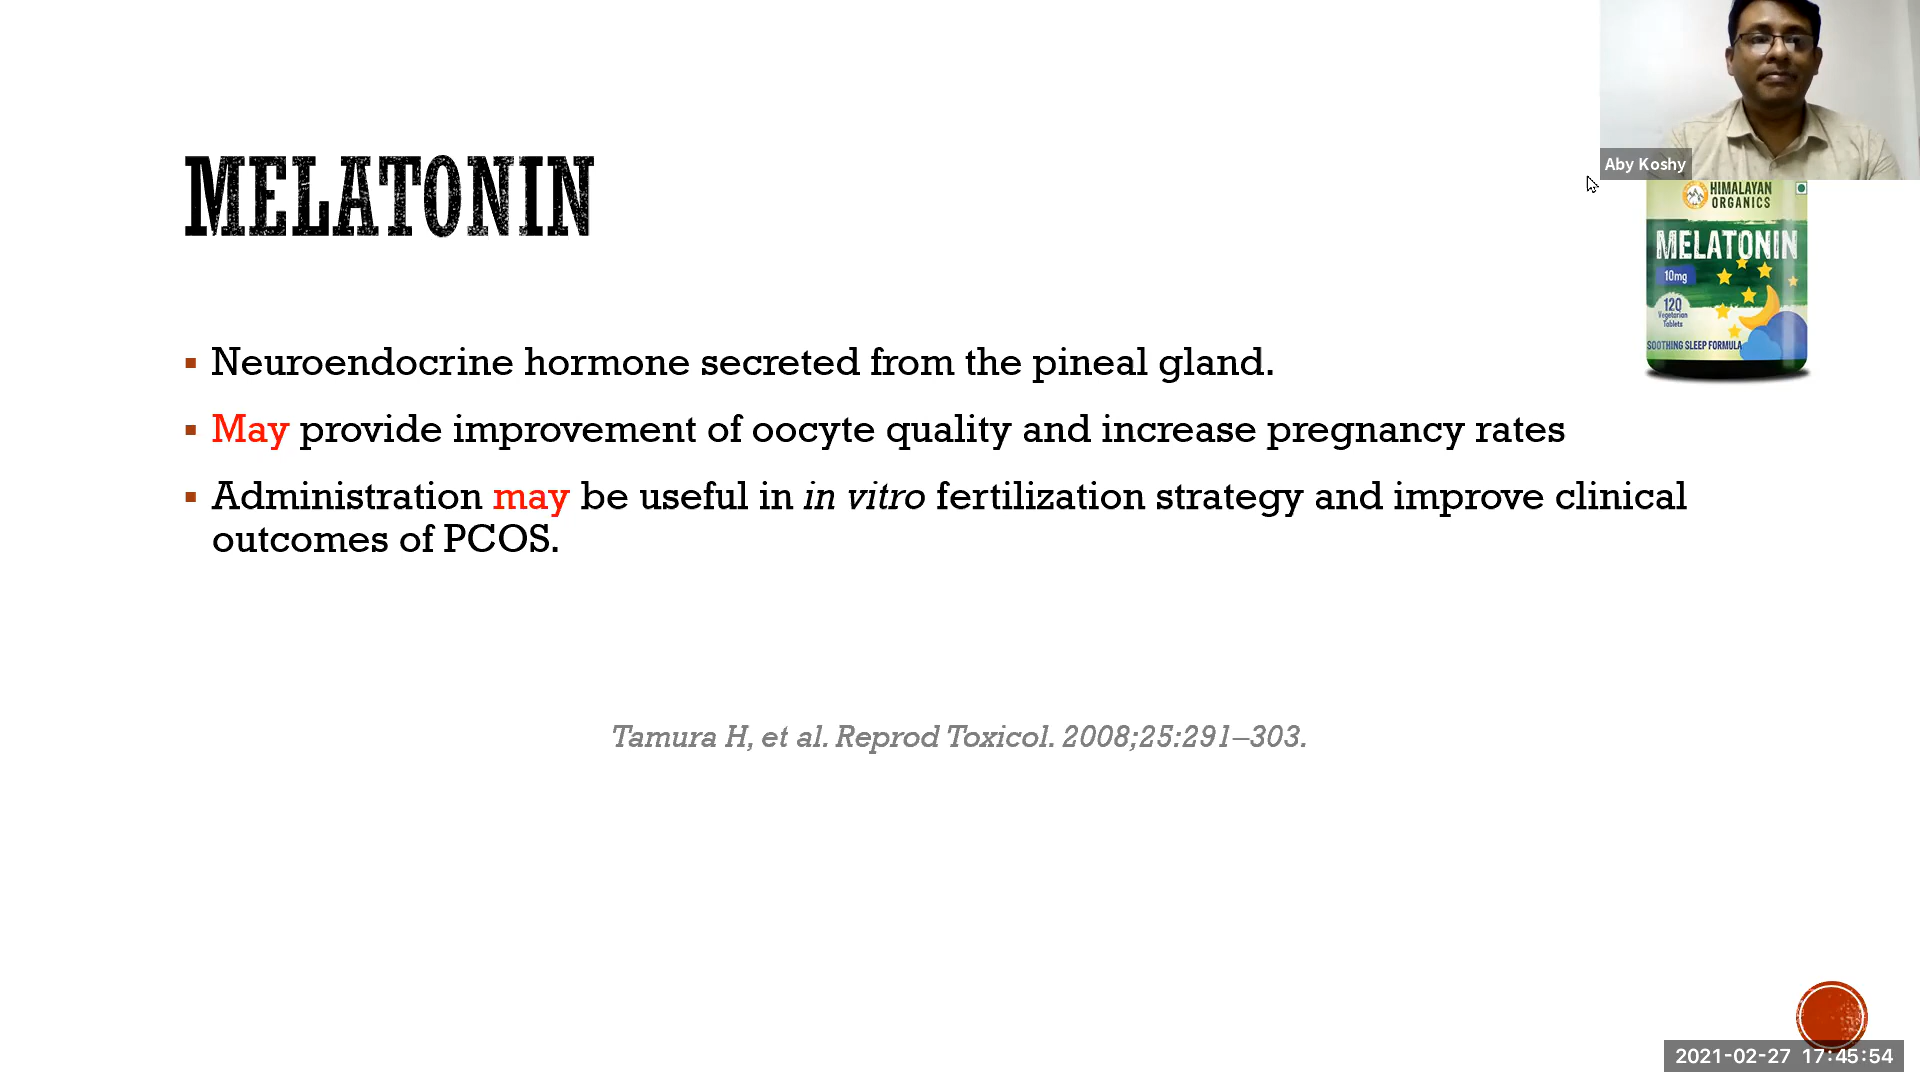 Aby Koshy
MELATONIN
HIMALAYAN
ORGANICS
MELATONIN
10mg
120
Vegetarian
Tablets
SOOTHING SLEEP FORMULA
Neuroendocrine hormone secreted from the pineal gland.
May provide improvement of oocyte quality and increase pregnancy rates
Administration may be useful in in vitro fertilization strategy and improve clinical
outcomes of PCOS.
Tamura H, et al. Reprod Toxicol. 2008;25:291–303.
2021-02-27 17:45:54